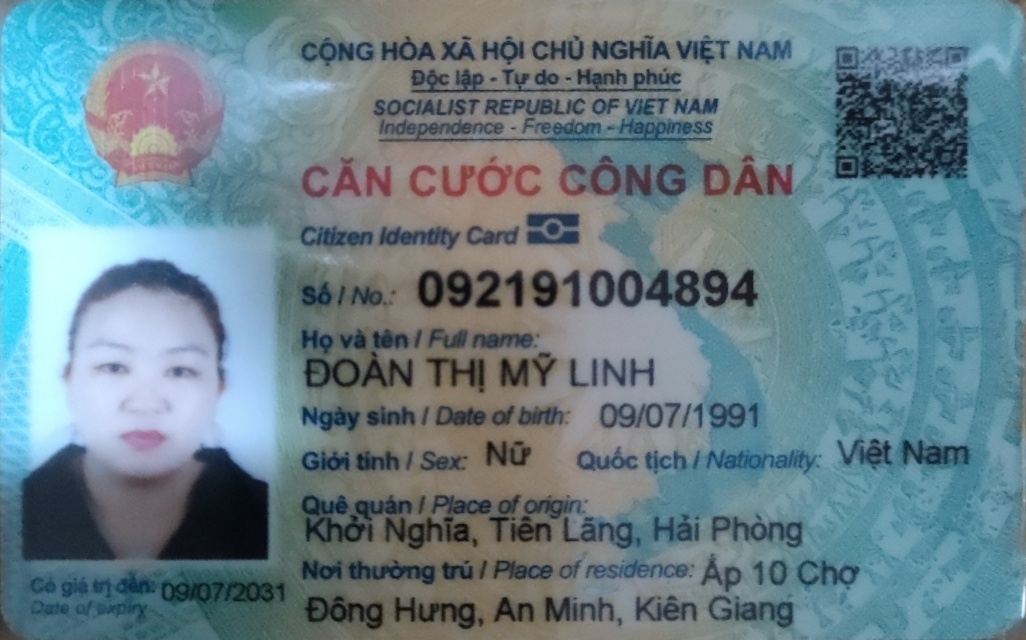 CỘNG HÒA XÃ HỘI CHỦ NGHĨA VIỆT NAM
Độc lập - Tự do - Hạnh phúc
SOCIALIST REPUBLIC OF VIET NAM
Independence - Freedom - Happiness
CĂN CƯỚC CÔNG DÂN
Citizen Identity Card
Số / No.: 092191004894
Họ và tên / Full name:
ĐOÀN THỊ MỸ LINH
Ngày sinh / Date of birth: 09/07/1991
Giới tính / Sex: Nữ Quốc tịch / Nationality: Việt Nam
Quê quán / Place of origin:
Khởi Nghĩa, Tiên Lãng, Hải Phòng
Nơi thường trú / Place of residence: Ấp 10 Chợ
Đông Hưng, An Minh, Kiên Giang
Có giá trị đến: 09/07/2031
Date of expiry